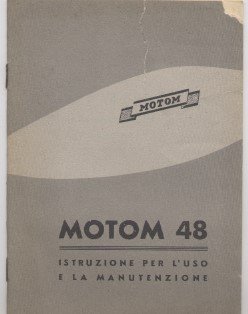 MOTOM
MOTOM 48
ISTRUZIONE PER L'USO
E LA MANUTENZIONE